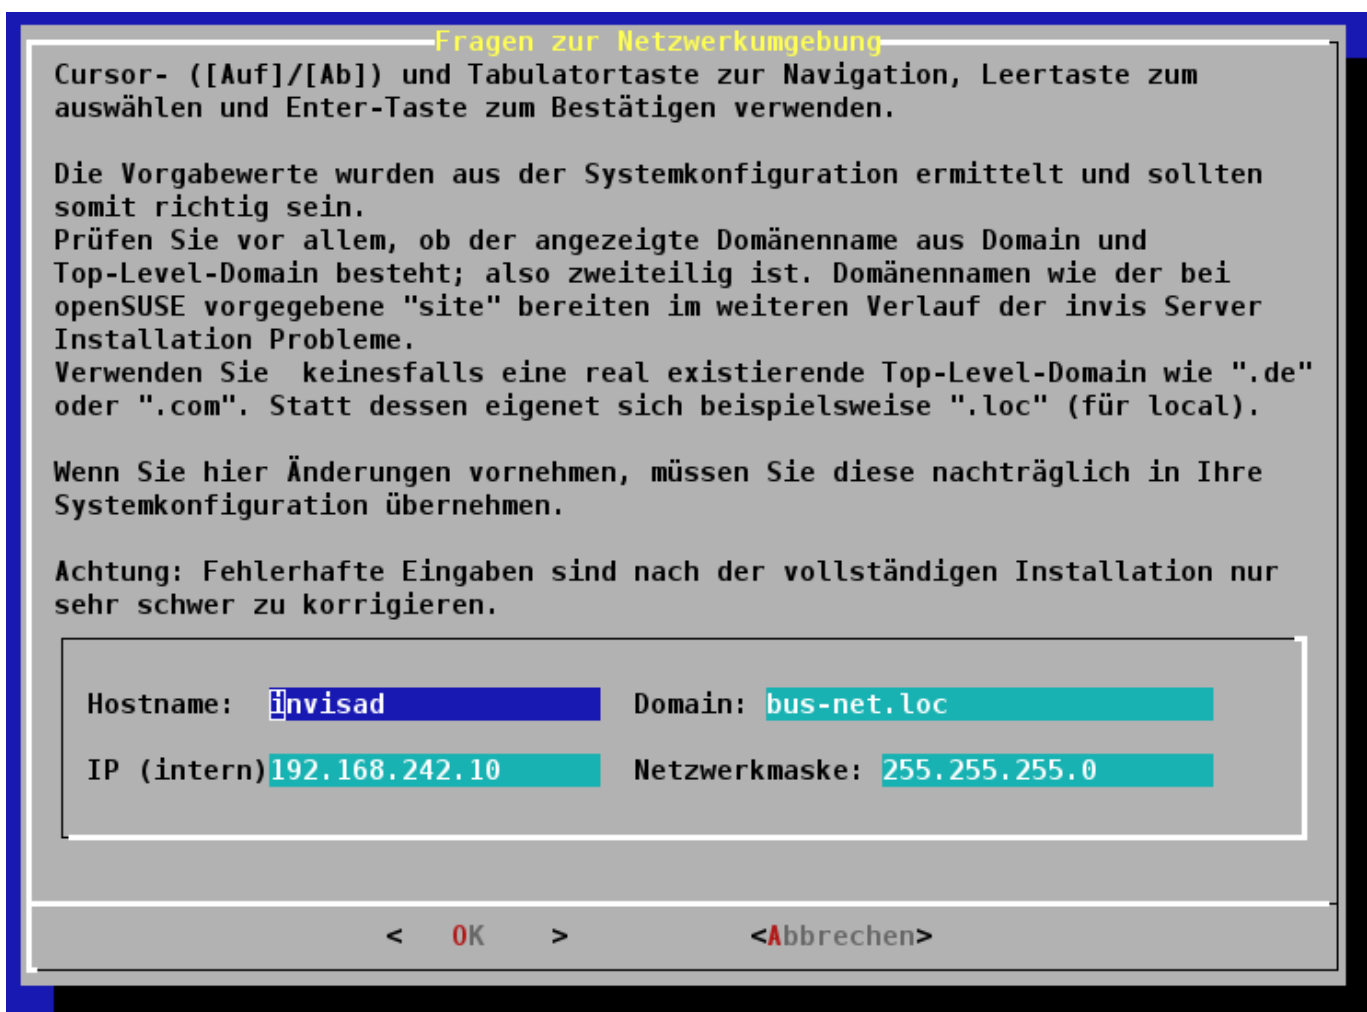 Fragen zur Netzwerkumgebung
Cursor- ([Auf]/[Ab]) und Tabulatortaste zur Navigation, Leertaste zum
auswählen und Enter-Taste zum Bestätigen verwenden.
Die Vorgabewerte wurden aus der Systemkonfiguration ermittelt und sollten
somit richtig sein.
Prüfen Sie vor allem, ob der angezeigte Domänenname aus Domain und
Top-Level-Domain besteht; also zweiteilig ist. Domänennamen wie der bei
openSUSE vorgegebene "site" bereiten im weiteren Verlauf der invis Server
Installation Probleme.
Verwenden Sie  keinesfalls eine real existierende Top-Level-Domain wie ".de"
oder ".com". Statt dessen eigenet sich beispielsweise ".loc" (für local).
Wenn Sie hier Änderungen vornehmen, müssen Sie diese nachträglich in Ihre
Systemkonfiguration übernehmen.
Achtung: Fehlerhafte Eingaben sind nach der vollständigen Installation nur
sehr schwer zu korrigieren.
Hostname: invisad Domain: bus-net.loc
IP (intern) 192.168.242.10 Netzwerkmaske: 255.255.255.0
< OK > <Abbrechen>